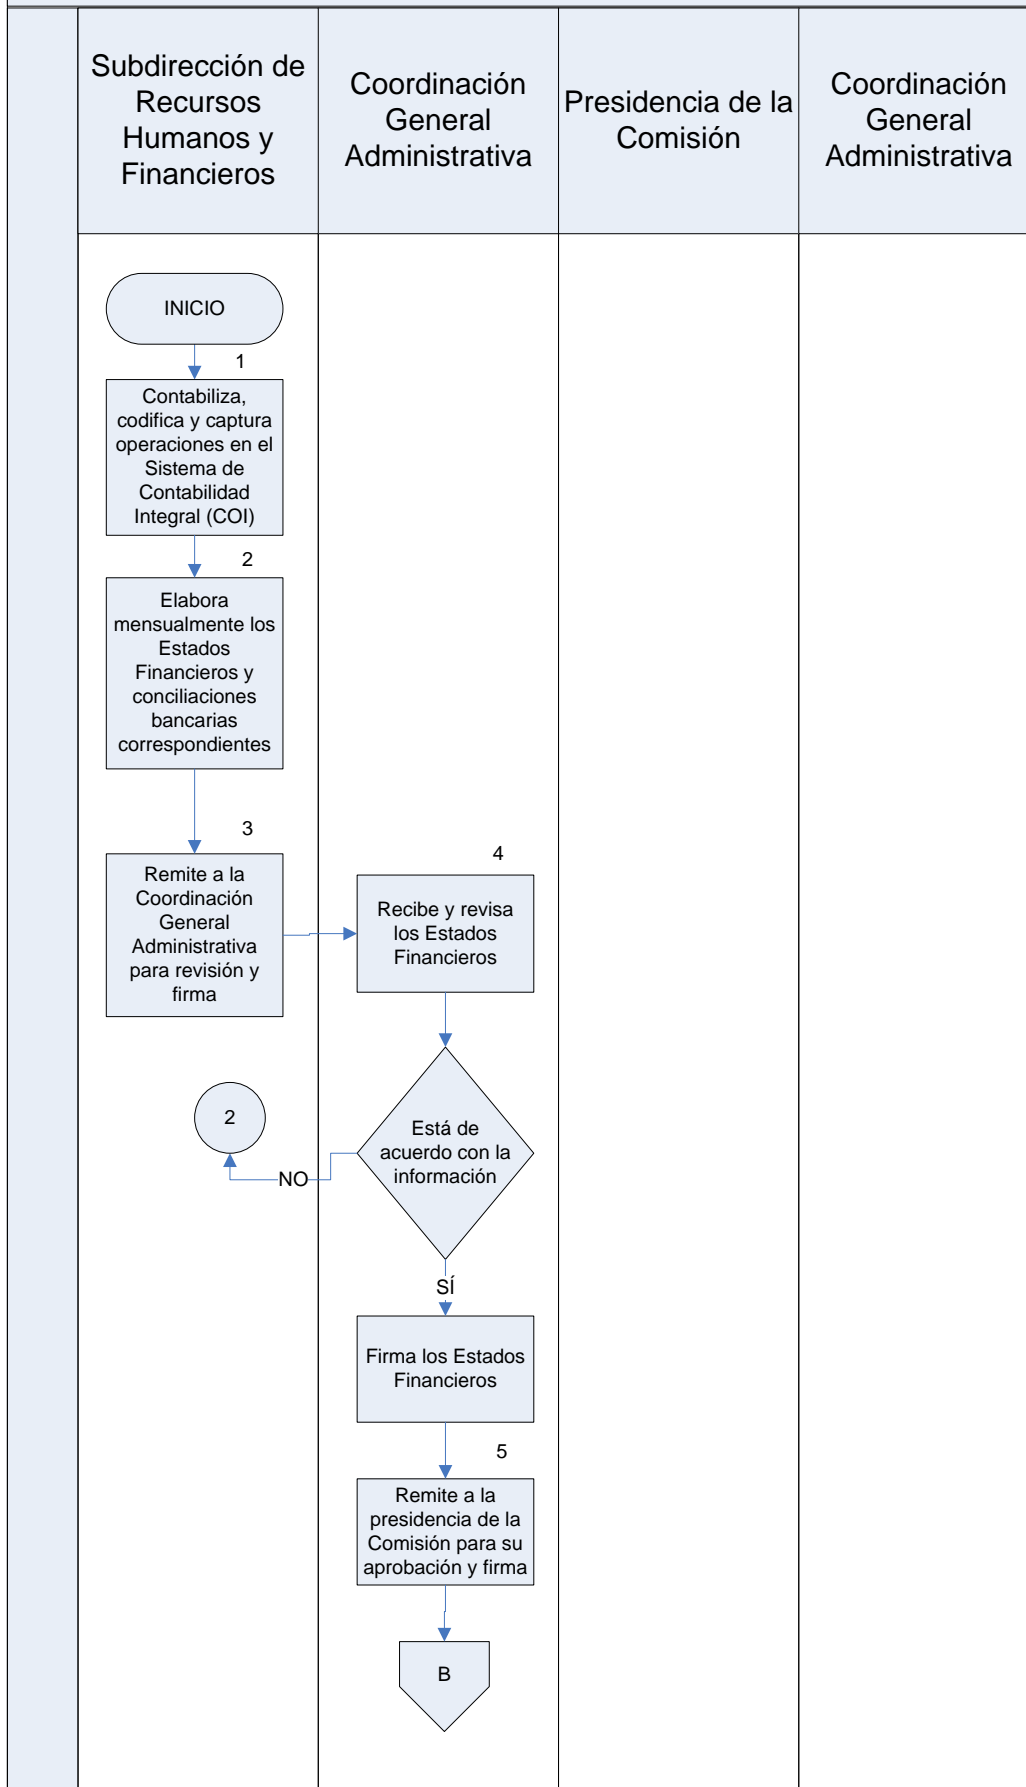 Subdirección de
Recursos
Humanos y
Financieros
Coordinación
General
Administrativa
Presidencia de la
Comisión
Coordinación
General
Administrativa
INICIO
1
Contabiliza,
codifica y captura
operaciones en el
Sistema de
Contabilidad
Integral (COI)
2
Elabora
mensualmente los
Estados
Financieros y
conciliaciones
bancarias
correspondientes
3
Remite a la
Coordinación
General
Administrativa
para revisión y
firma
4
Recibe y revisa
los Estados
Financieros
Está de
acuerdo con la
información
2
NO
SÍ
Firma los Estados
Financieros
5
Remite a la
presidencia de la
Comisión para su
aprobación y firma
B